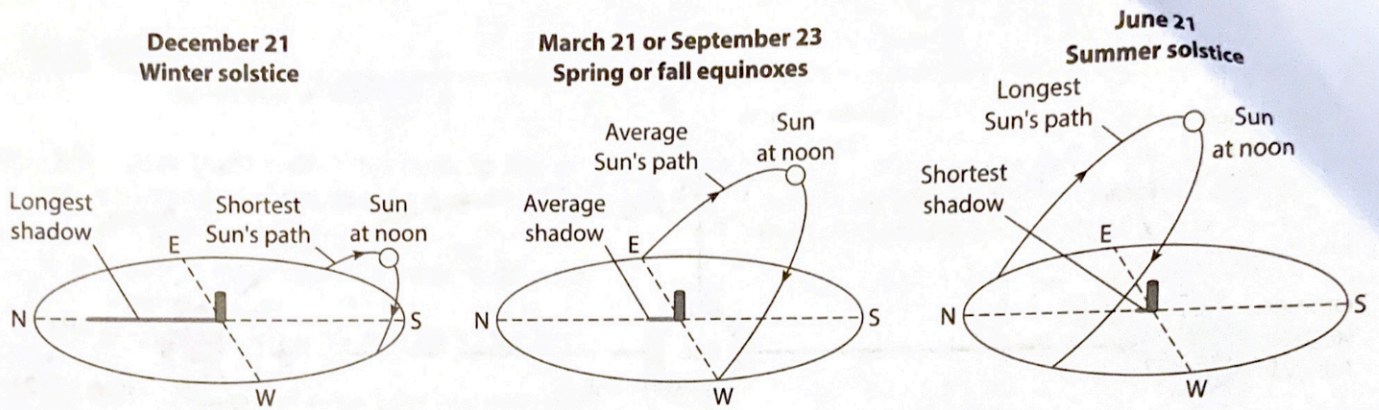 December 21
Winter solstice
Longest
shadow
Shortest
Sun's path
Sun
at noon
E
N
S
W
March 21 or September 23
Spring or fall equinoxes
Average
Sun's path
Sun
at noon
Average
shadow
E
N
S
W
June 21
Summer solstice
Longest
Sun's path
Sun
at noon
Shortest
shadow
E
N
S
W